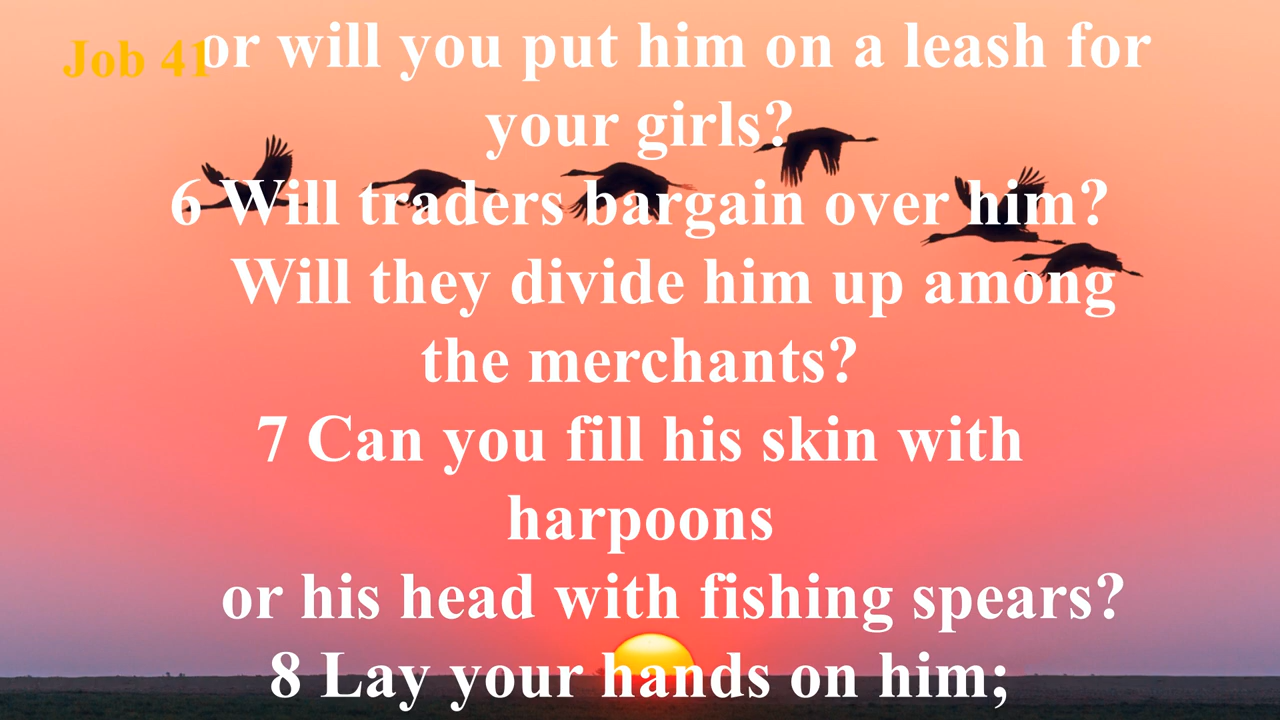 Job 41
or will you put him on a leash for
your girls?
6 Will traders bargain over him?
Will they divide him up among
the merchants?
7 Can you fill his skin with
harpoons
or his head with fishing spears?
8 Lay your hands on him;